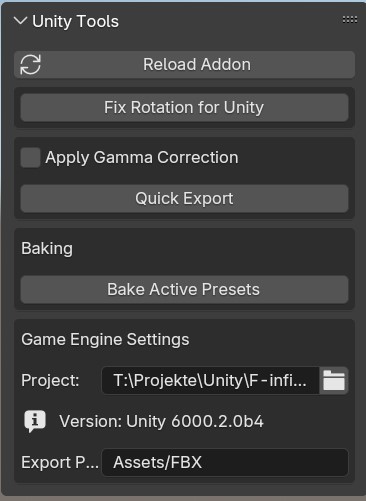 Unity Tools
Reload Addon
Fix Rotation for Unity
Apply Gamma Correction
Quick Export
Baking
Bake Active Presets
Game Engine Settings
Project: T:\Projekte\Unity\F-infi...
Version: Unity 6000.2.0b4
Export P... Assets/FBX